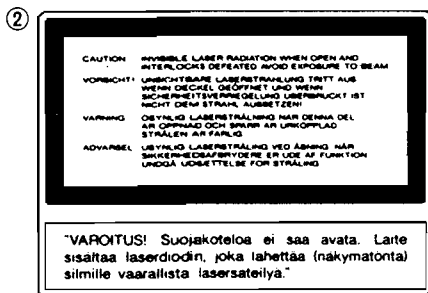 ②
CAUTION INVISIBLE LASER RADIATION WHEN OPEN AND
INTERLOCKS DEFEATED AVOID EXPOSURE TO BEAM
VORSICHT! UNSICHTBARE LASERSTRAHLUNG TRITT AUS
WENN DECKEL GEÖFFNET UND WENN
SICHERHEITSVERRIEGELUNG ÜBERBRÜCKT IST
NICHT DEM STRAHL AUSSETZEN!
VARNING OSYNLIG LASERSTRÅLNING NÄR DENNA DEL
ÄR ÖPPNAD OCH SPÄRR ÄR URKOPPLAD
STRÅLEN ÄR FARLIG
ADVARSEL USYNLIG LASERSTRÅLING VED ÅBNING NÅR
SIKKERHEDSAFBRYDERE ER UDE AF FUNKTION
UNDGÅ UDSÆTTELSE FOR STRÅLING
"VAROITUS! Suojakoteloa ei saa avata. Laite
sisältää laserdiodin, joka lähettää (näkymätöntä)
silmille vaarallista lasersäteilyä."